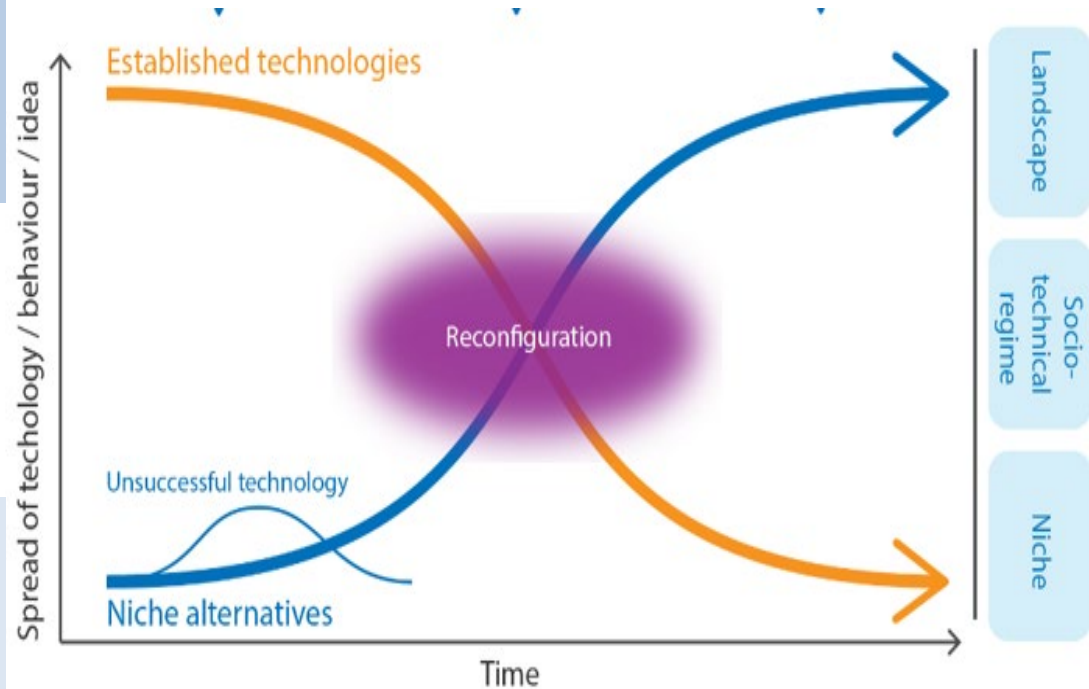 Established technologies
Spread of techology / behaviour / idea
Reconfiguration
Unsuccessful technology
Niche alternatives
Time
Landscape
Socio-
technical
regime
Niche